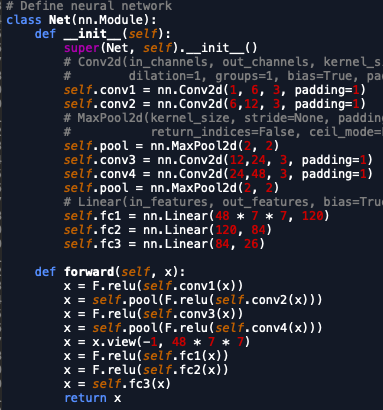 # Define neural network
class Net(nn.Module):
    def __init__(self):
        super(Net, self).__init__()
        # Conv2d(in_channels, out_channels, kernel_s
        #        dilation=1, groups=1, bias=True, pad
        self.conv1 = nn.Conv2d(1, 6, 3, padding=1)
        self.conv2 = nn.Conv2d(6,12, 3, padding=1)
        # MaxPool2d(kernel_size, stride=None, padding
        #           return_indices=False, ceil_mode=
        self.pool = nn.MaxPool2d(2, 2)
        self.conv3 = nn.Conv2d(12,24, 3, padding=1)
        self.conv4 = nn.Conv2d(24,48, 3, padding=1)
        self.pool = nn.MaxPool2d(2, 2)
        # Linear(in_features, out_features, bias=True
        self.fc1 = nn.Linear(48 * 7 * 7, 120)
        self.fc2 = nn.Linear(120, 84)
        self.fc3 = nn.Linear(84, 26)
    def forward(self, x):
        x = F.relu(self.conv1(x))
        x = self.pool(F.relu(self.conv2(x)))
        x = F.relu(self.conv3(x))
        x = self.pool(F.relu(self.conv4(x)))
        x = x.view(-1, 48 * 7 * 7)
        x = F.relu(self.fc1(x))
        x = F.relu(self.fc2(x))
        x = self.fc3(x)
        return x